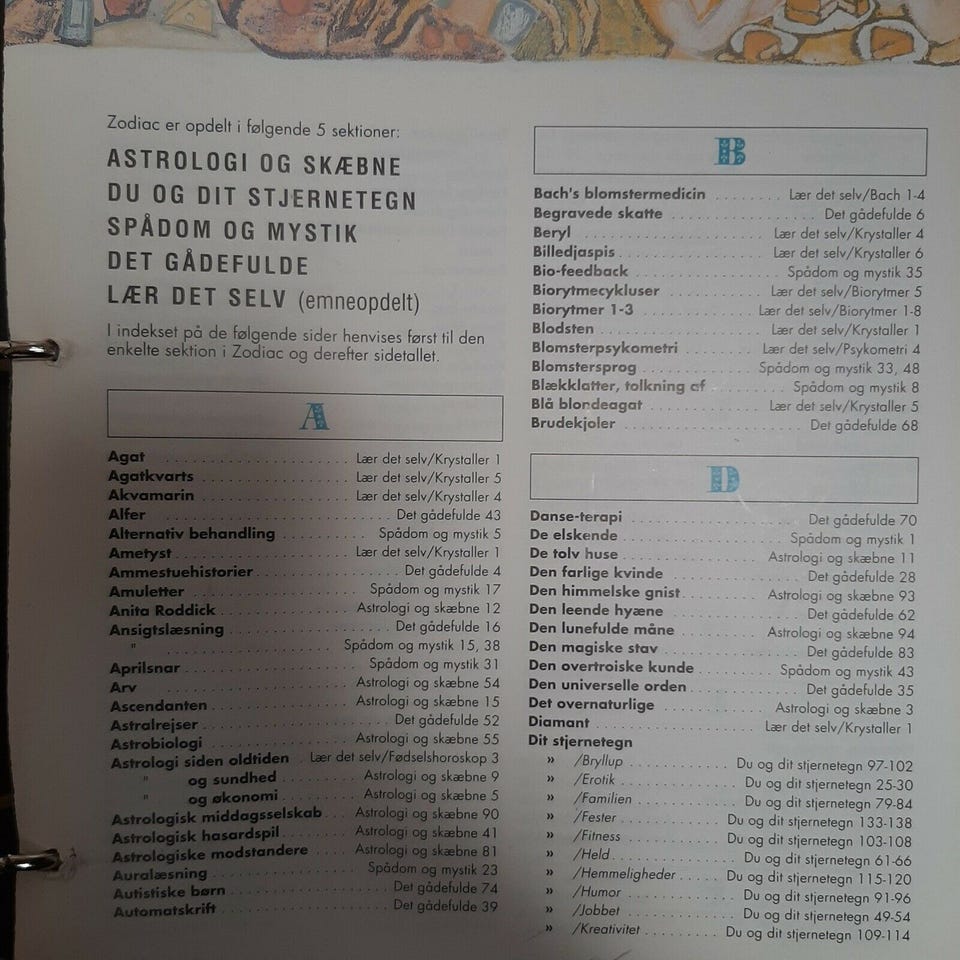 Zodiac er opdelt i følgende 5 sektioner:
ASTROLOGI OG SKÆBNE
DU OG DIT STJERNETEGN
SPÅDOM OG MYSTIK
DET GÅDEFULDE
LÆR DET SELV (emneopdelt)
I indekset på de følgende sider henvises først til den
enkelte sektion i Zodiac og derefter sidetallet.
A
Agat . . . . . Lær det selv/Krystaller 1
Agatkvarts . . . . . Lær det selv/Krystaller 5
Akvamarin . . . . . Lær det selv/Krystaller 4
Alfer . . . . . Det gådefulde 43
Alternativ behandling . . . . . Spådom og mystik 5
Ametyst . . . . . Lær det selv/Krystaller 1
Ammestuehistorier . . . . . Det gådefulde 4
Amuletter . . . . . Spådom og mystik 17
Anita Roddick . . . . . Astrologi og skæbne 12
Ansigtslæsning . . . . . Det gådefulde 16
" . . . . . Spådom og mystik 15, 38
Aprilsnar . . . . . Spådom og mystik 31
Arv . . . . . Astrologi og skæbne 54
Ascendanten . . . . . Astrologi og skæbne 15
Astralrejser . . . . . Det gådefulde 52
Astrobiologi . . . . . Astrologi og skæbne 55
Astrologi siden oldtiden Lær det selv/Fødselshoroskop 3
" og sundhed . . . . . Astrologi og skæbne 9
" og økonomi . . . . . Astrologi og skæbne 5
Astrologisk middagsselskab . . . Astrologi og skæbne 90
Astrologisk hasardspil . . . . . Astrologi og skæbne 41
Astrologiske modstandere . . . . . Astrologi og skæbne 81
Auralæsning . . . . . Spådom og mystik 23
Autistiske børn . . . . . Det gådefulde 74
Automatskrift . . . . . Det gådefulde 39
B
Bach's blomstermedicin . . . . . Lær det selv/Bach 1-4
Begravede skatte . . . . . Det gådefulde 6
Beryl . . . . . Lær det selv/Krystaller 4
Billedjaspis . . . . . Lær det selv/Krystaller 6
Bio-feedback . . . . . Spådom og mystik 35
Biorytmecykluser . . . . . Lær det selv/Biorytmer 5
Biorytmer 1-3 . . . . . Lær det selv/Biorytmer 1-8
Blodsten . . . . . Lær det selv/Krystaller 1
Blomsterpsykometri . . . . . Lær det selv/Psykometri 4
Blomstersprog . . . . . Spådom og mystik 33, 48
Blækklatter, tolkning af . . . . . Spådom og mystik 8
Blå blondeagat . . . . . Lær det selv/Krystaller 5
Brudekjoler . . . . . Det gådefulde 68
D
Danse-terapi . . . . . Det gådefulde 70
De elskende . . . . . Spådom og mystik 1
De tolv huse . . . . . Astrologi og skæbne 11
Den farlige kvinde . . . . . Det gådefulde 28
Den himmelske gnist . . . . . Astrologi og skæbne 93
Den leende hyæne . . . . . Det gådefulde 62
Den lunefulde måne . . . . . Astrologi og skæbne 94
Den magiske stav . . . . . Det gådefulde 83
Den overtroiske kunde . . . . . Spådom og mystik 43
Den universelle orden . . . . . Det gådefulde 35
Det overnaturlige . . . . . Astrologi og skæbne 3
Diamant . . . . . Lær det selv/Krystaller 1
Dit stjernetegn
» /Bryllup . . . . . Du og dit stjernetegn 97-102
» /Erotik . . . . . Du og dit stjernetegn 25-30
» /Familien . . . . . Du og dit stjernetegn 79-84
» /Fester . . . . . Du og dit stjernetegn 133-138
» /Fitness . . . . . Du og dit stjernetegn 103-108
» /Held . . . . . Du og dit stjernetegn 61-66
» /Hemmeligheder . . . . . Du og dit stjernetegn 115-120
» /Humor . . . . . Du og dit stjernetegn 91-96
» /Jobbet . . . . . Du og dit stjernetegn 49-54
» /Kreativitet . . . . . Du og dit stjernetegn 109-114